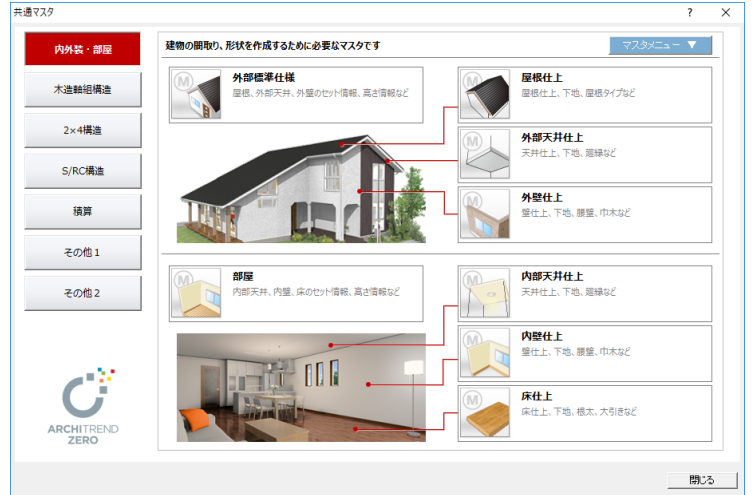 共通マスタ
? ×
内外装・部屋
木造軸組構造
2×4構造
S/RC構造
積算
その他1
その他2
ARCHITREND
ZERO
建物の間取り、形状を作成するために必要なマスタです
マスタメニュー ▼
M
外部標準仕様
屋根、外部天井、外壁のセット情報、高さ情報など
M
屋根仕上
屋根仕上、下地、屋根タイプなど
M
外部天井仕上
天井仕上、下地、廻縁など
M
外壁仕上
壁仕上、下地、腰壁、巾木など
M
部屋
内部天井、内壁、床のセット情報、高さ情報など
M
内部天井仕上
天井仕上、下地、廻縁など
M
内壁仕上
壁仕上、下地、腰壁、巾木など
M
床仕上
床仕上、下地、根太、大引きなど
閉じる